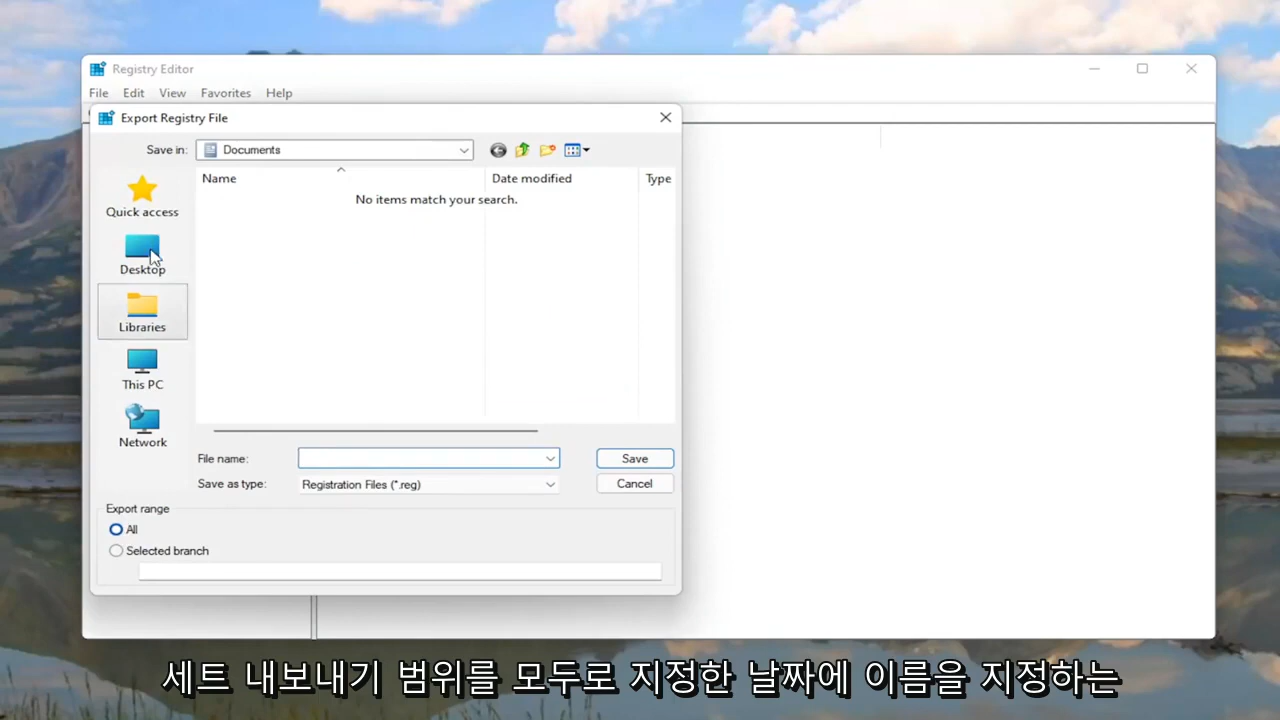 Registry Editor
File Edit View Favorites Help
Export Registry File
Save in: Documents
Name Date modified Type
No items match your search.
Quick access
Desktop
Libraries
This PC
Network
File name: Save
Save as type: Registration Files (*.reg) Cancel
Export range
All
Selected branch
세트 내보내기 범위를 모두로 지정한 날짜에 이름을 지정하는